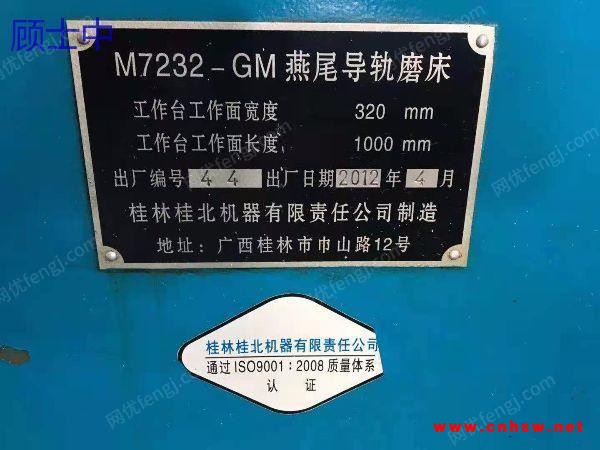 顾士中
M7232-GM 燕尾导轨磨床
工作台工作面宽度 320 mm
工作台工作面长度, 1000 mm
出厂编号 44 出厂日期 2012 年 4 月
桂林桂北机器有限责任公司制造
地址: 广西桂林市巾山路12号
桂林桂北机器有限责任公司
通过 ISO9001:2008 质量体系
认 证
网优fengj.com
www.cnhsw.net